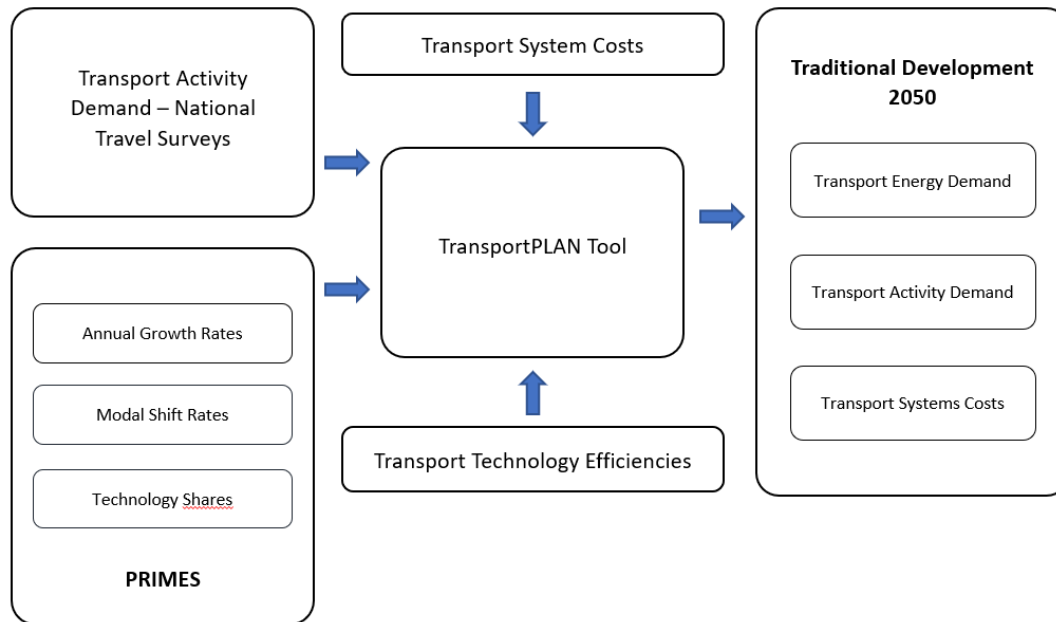 Transport Activity
Demand – National
Travel Surveys
Transport System Costs
Traditional Development
2050
Transport Energy Demand
Transport Activity Demand
Transport Systems Costs
TransportPLAN Tool
Annual Growth Rates
Modal Shift Rates
Technology Shares
PRIMES
Transport Technology Efficiencies